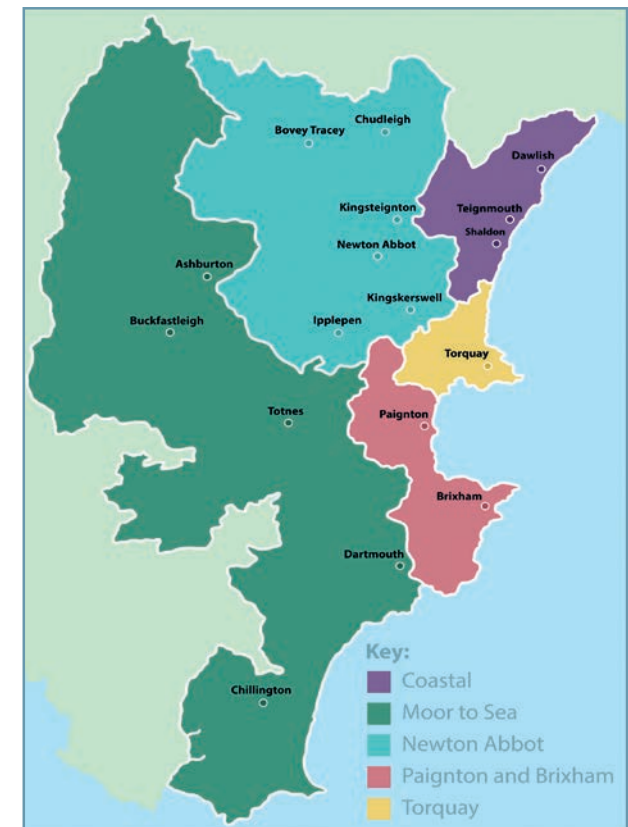 Chudleigh
Bovey Tracey
Dawlish
Kingsteignton
Teignmouth
Shaldon
Newton Abbot
Ashburton
Kingskerswell
Buckfastleigh
Ipplepen
Torquay
Totnes
Paignton
Brixham
Dartmouth
Chillington
Key:
Coastal
Moor to Sea
Newton Abbot
Paignton and Brixham
Torquay